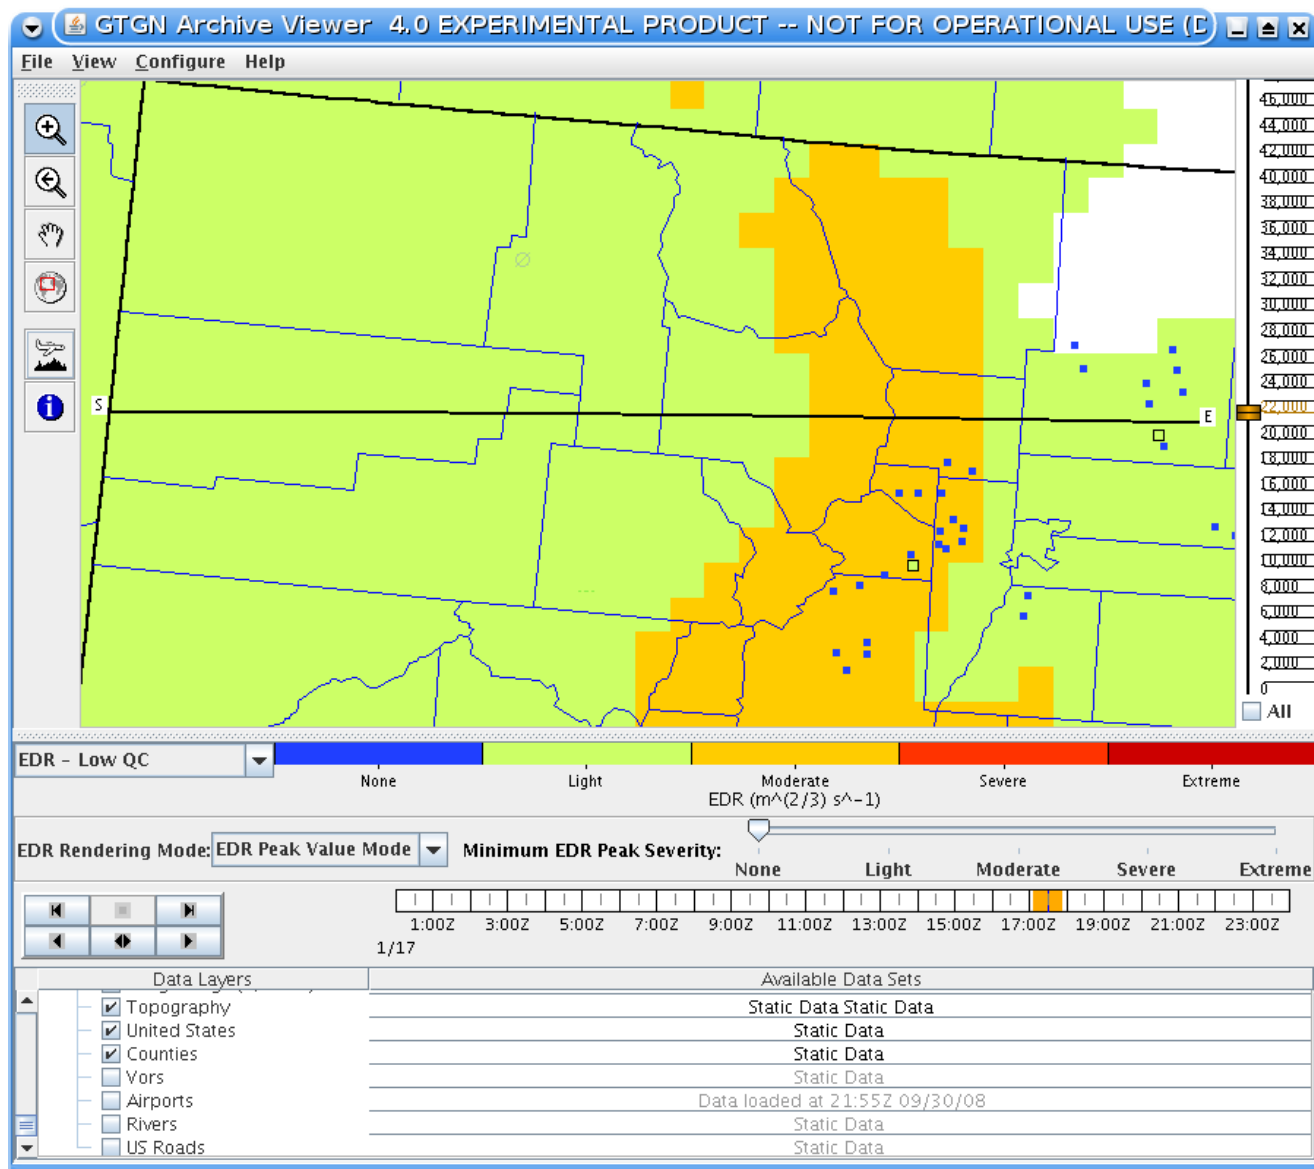 GTGN Archive Viewer 4.0 EXPERIMENTAL PRODUCT -- NOT FOR OPERATIONAL USE (D
File View Configure Help
46,000
44,000
42,000
40,000
38,000
36,000
34,000
32,000
30,000
28,000
26,000
24,000
22,000
20,000
18,000
16,000
14,000
12,000
10,000
8,000
6,000
4,000
2,000
0
S
E
All
EDR - Low QC
None Light Moderate Severe Extreme
EDR (m^(2/3) s^-1)
EDR Rendering Mode: EDR Peak Value Mode Minimum EDR Peak Severity:
None Light Moderate Severe Extreme
1:00Z 3:00Z 5:00Z 7:00Z 9:00Z 11:00Z 13:00Z 15:00Z 17:00Z 19:00Z 21:00Z 23:00Z
1/17
Data Layers Available Data Sets
Topography Static Data Static Data
United States Static Data
Counties Static Data
Vors Static Data
Airports Data loaded at 21:55Z 09/30/08
Rivers Static Data
US Roads Static Data